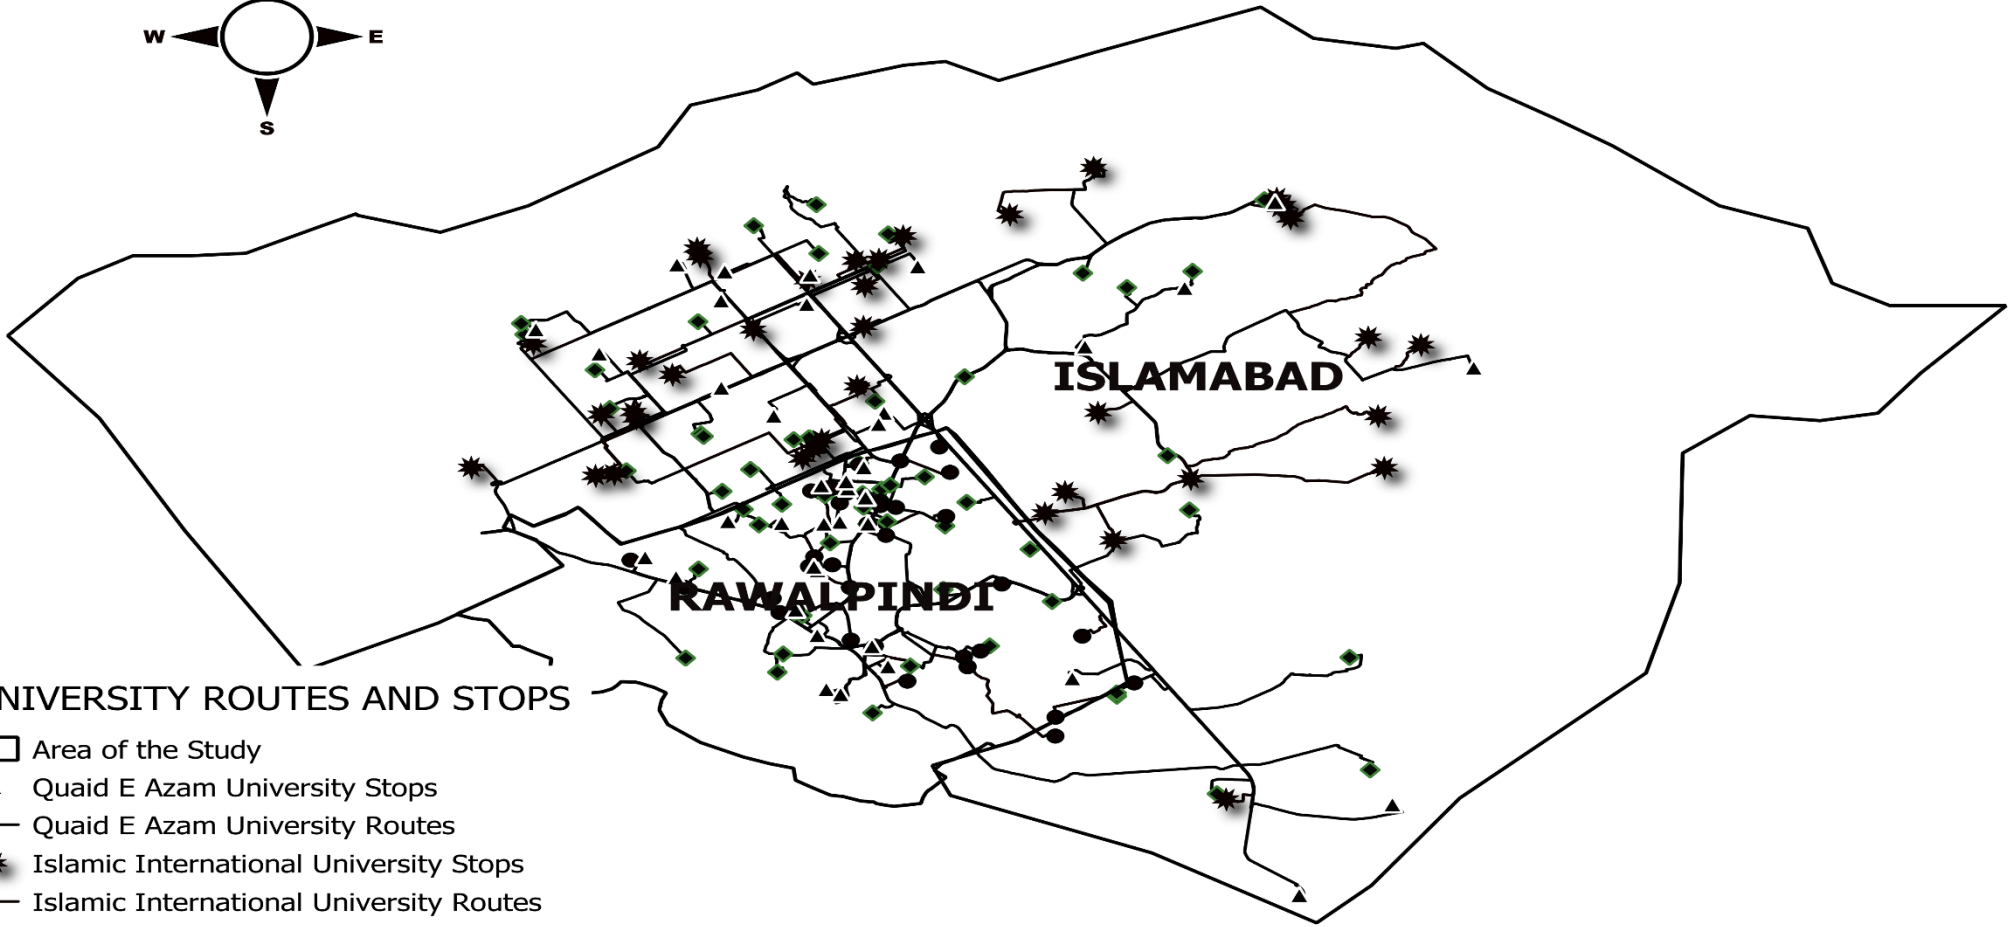 W E
S
ISLAMABAD
RAWALPINDI
NIVERSITY ROUTES AND STOPS
Area of the Study
Quaid E Azam University Stops
Quaid E Azam University Routes
Islamic International University Stops
Islamic International University Routes